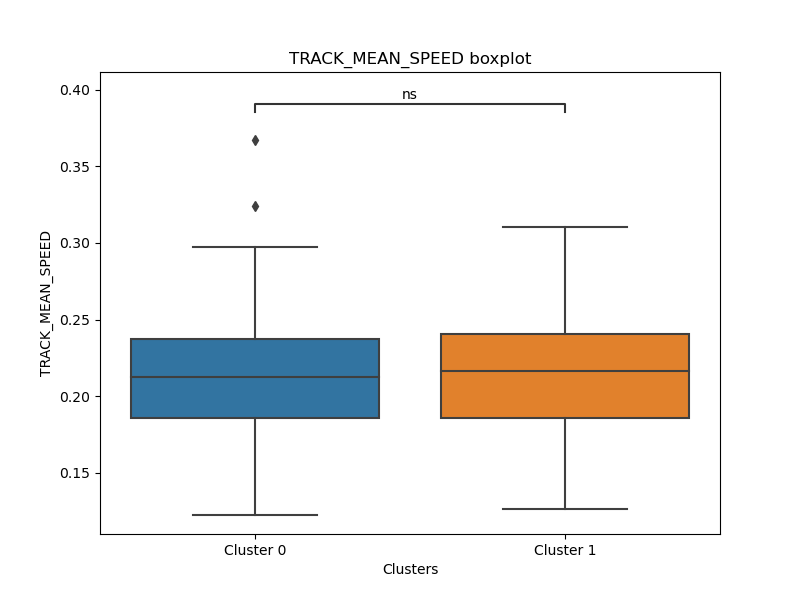 TRACK_MEAN_SPEED boxplot
ns
0.40
0.35
0.30
0.25
0.20
0.15
TRACK_MEAN_SPEED
Cluster 0
Cluster 1
Clusters